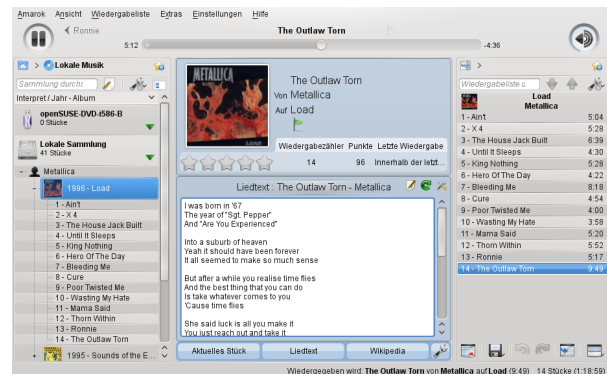 Amarok Ansicht Wiedergabeliste Extras Einstellungen Hilfe
Ronnie
The Outlaw Torn
5:12
-4:36
Lokale Musik
Sammlung durch
Interpret / Jahr - Album
openSUSE-DVD-i586-B
0 Stücke
Lokale Sammlung
41 Stücke
Metallica
1996 - Load
1 - Ain't
2 - X 4
3 - The House Jack Built
4 - Until It Sleeps
5 - King Nothing
6 - Hero Of The Day
7 - Bleeding Me
8 - Cure
9 - Poor Twisted Me
10 - Wasting My Hate
11 - Mama Said
12 - Thorn Within
13 - Ronnie
14 - The Outlaw Torn
1995 - Sounds of the E...
METALLICA
The Outlaw Torn
Von Metallica
Auf Load
Wiedergabezähler Punkte Letzte Wiedergabe
14 96 Innerhalb der letzt...
Liedtext : The Outlaw Torn - Metallica
I was born in '67
The year of "Sgt. Pepper"
And "Are You Experienced"
Into a suburb of heaven
Yeah it should have been forever
It all seemed to make so much sense
But after a while you realise time flies
And the best thing that you can do
Is take whatever comes to you
'Cause time flies
She said luck is all you make it
You just reach out and take it
Aktuelles Stück
Liedtext
Wikipedia
Wiedergabeliste
Load
Metallica
1 - Ain't 5:04
2 - X 4 5:28
3 - The House Jack Built 6:39
4 - Until It Sleeps 4:30
5 - King Nothing 5:28
6 - Hero Of The Day 4:22
7 - Bleeding Me 8:18
8 - Cure 4:54
9 - Poor Twisted Me 4:00
10 - Wasting My Hate 3:58
11 - Mama Said 5:20
12 - Thorn Within 5:52
13 - Ronnie 5:17
14 - The Outlaw Torn 9:49
Wiedergegeben wird: The Outlaw Torn von Metallica auf Load (9:49) 14 Stücke (1:18:59)